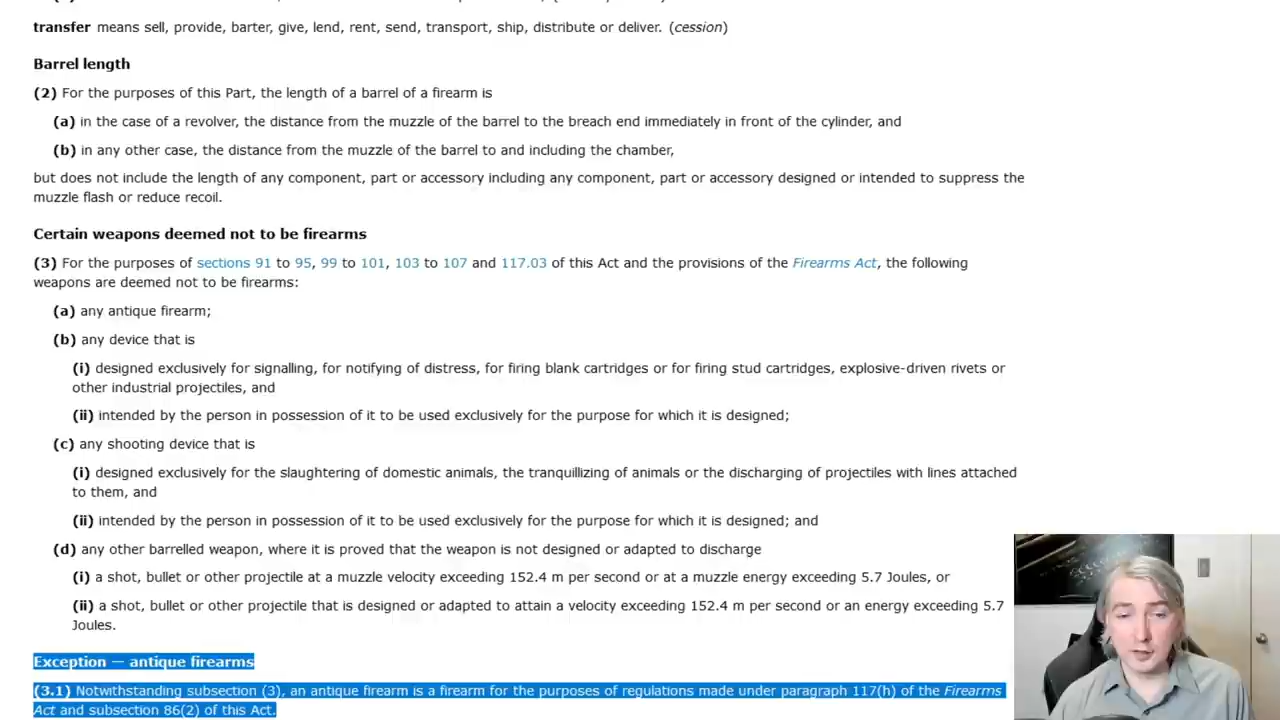 transfer means sell, provide, barter, give, lend, rent, send, transport, ship, distribute or deliver. (cession)
Barrel length
(2) For the purposes of this Part, the length of a barrel of a firearm is
(a) in the case of a revolver, the distance from the muzzle of the barrel to the breach end immediately in front of the cylinder, and
(b) in any other case, the distance from the muzzle of the barrel to and including the chamber,
but does not include the length of any component, part or accessory including any component, part or accessory designed or intended to suppress the
muzzle flash or reduce recoil.
Certain weapons deemed not to be firearms
(3) For the purposes of sections 91 to 95, 99 to 101, 103 to 107 and 117.03 of this Act and the provisions of the Firearms Act, the following
weapons are deemed not to be firearms:
(a) any antique firearm;
(b) any device that is
(i) designed exclusively for signalling, for notifying of distress, for firing blank cartridges or for firing stud cartridges, explosive-driven rivets or
other industrial projectiles, and
(ii) intended by the person in possession of it to be used exclusively for the purpose for which it is designed;
(c) any shooting device that is
(i) designed exclusively for the slaughtering of domestic animals, the tranquillizing of animals or the discharging of projectiles with lines attached
to them, and
(ii) intended by the person in possession of it to be used exclusively for the purpose for which it is designed; and
(d) any other barrelled weapon, where it is proved that the weapon is not designed or adapted to discharge
(i) a shot, bullet or other projectile at a muzzle velocity exceeding 152.4 m per second or at a muzzle energy exceeding 5.7 Joules, or
(ii) a shot, bullet or other projectile that is designed or adapted to attain a velocity exceeding 152.4 m per second or an energy exceeding 5.7
Joules.
Exception — antique firearms
(3.1) Notwithstanding subsection (3), an antique firearm is a firearm for the purposes of regulations made under paragraph 117(h) of the Firearms
Act and subsection 86(2) of this Act.